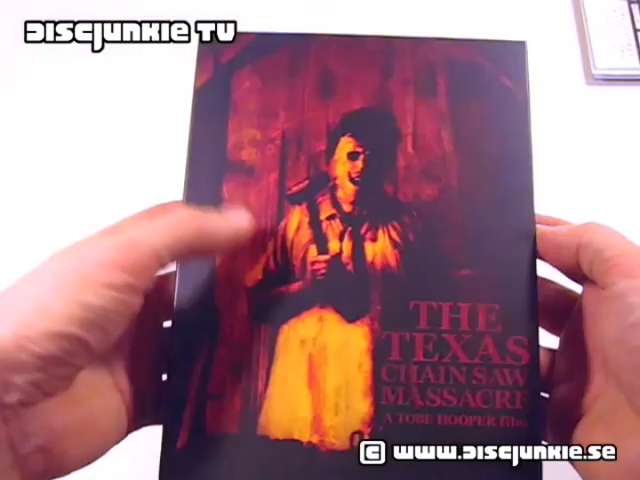 DISCJUNKIE TV
THE
TEXAS
CHAIN SAW
MASSACRE
A TOBE HOOPER FILM
© WWW.DISCJUNKIE.SE